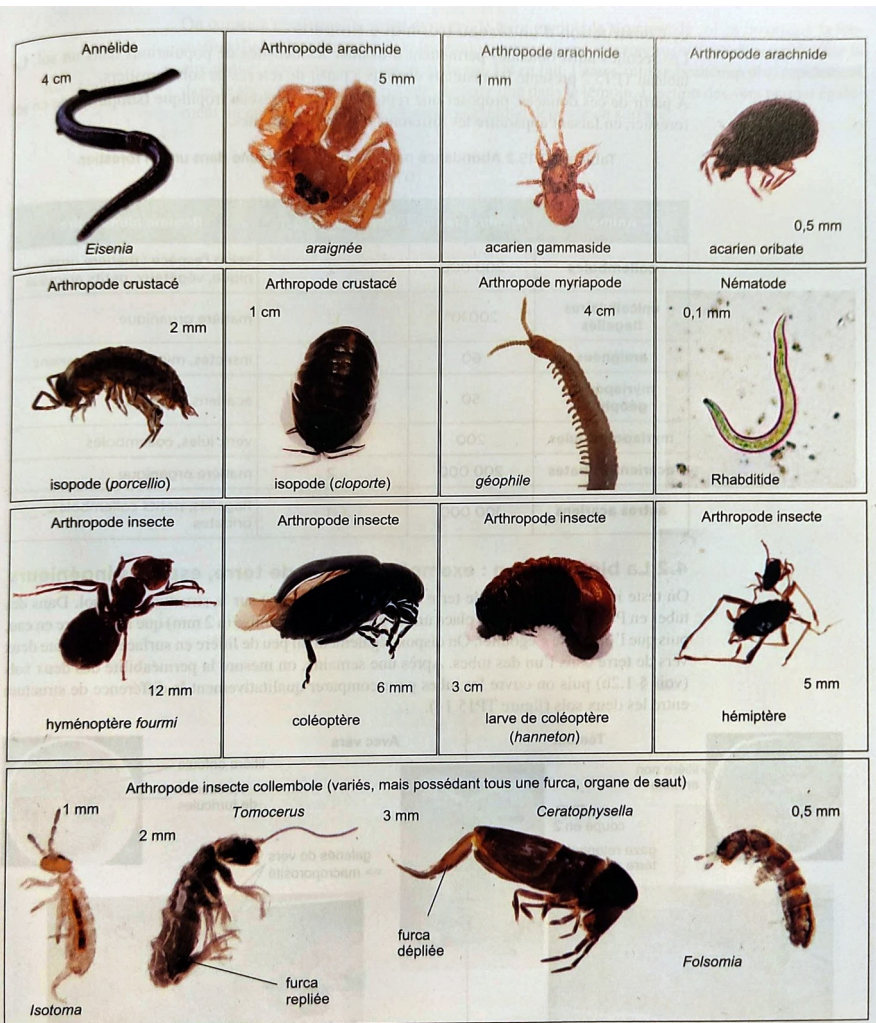 Annélide
4 cm
Eisenia
Arthropode arachnide
5 mm
araignée
Arthropode arachnide
1 mm
acarien gammaside
Arthropode arachnide
0,5 mm
acarien oribate
Arthropode crustacé
2 mm
isopode (porcellio)
Arthropode crustacé
1 cm
isopode (cloporte)
Arthropode myriapode
4 cm
géophile
Nématode
0,1 mm
Rhabditide
Arthropode insecte
12 mm
hyménoptère fourmi
Arthropode insecte
6 mm
coléoptère
Arthropode insecte
3 cm
larve de coléoptère
(hanneton)
Arthropode insecte
5 mm
hémiptère
Arthropode insecte collembole (variés, mais possédant tous une furca, organe de saut)
1 mm
Isotoma
Tomocerus
2 mm
furca
repliée
3 mm
Ceratophysella
furca
dépliée
0,5 mm
Folsomia